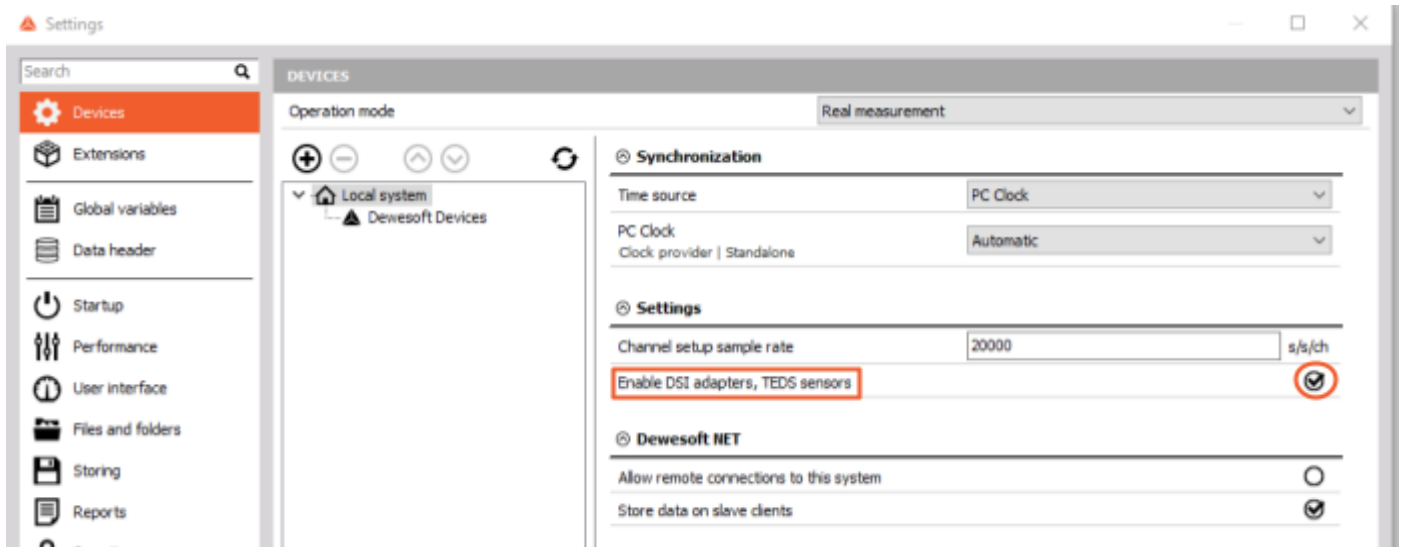 Settings
Search
DEVICES
Devices
Extensions
Global variables
Data header
Startup
Performance
User interface
Files and folders
Storing
Reports
Operation mode
Real measurement
Local system
Dewesoft Devices
Synchronization
Time source
PC Clock
PC Clock
Clock provider | Standalone
Automatic
Settings
Channel setup sample rate
20000
s/s/ch
Enable DSI adapters, TEDS sensors
Dewesoft NET
Allow remote connections to this system
Store data on slave clients